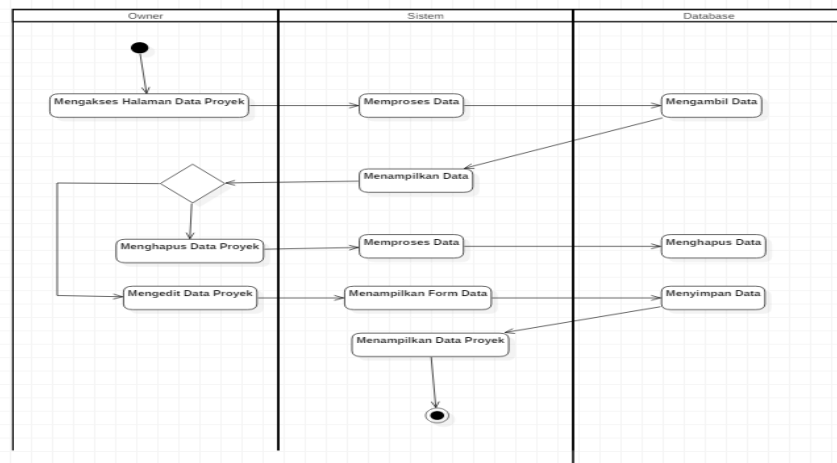 Owner
Sistem
Database
Mengakses Halaman Data Proyek
Memproses Data
Mengambil Data
Menampilkan Data
Menghapus Data Proyek
Memproses Data
Menghapus Data
Mengedit Data Proyek
Menampilkan Form Data
Menyimpan Data
Menampilkan Data Proyek